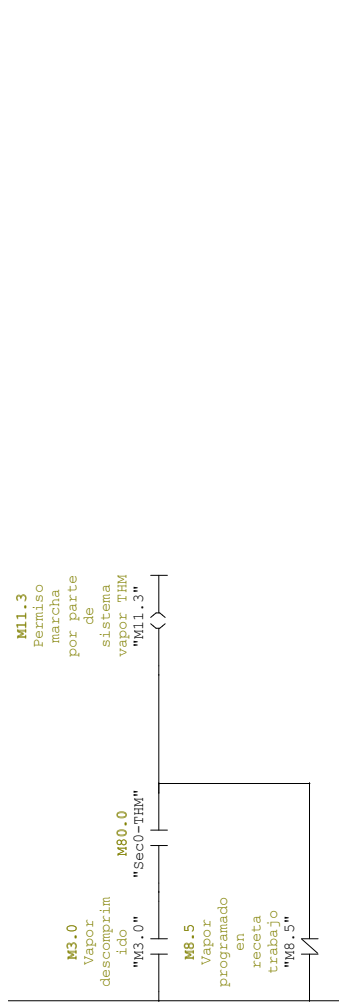 M3.0
Vapor
descomprim
ido
"M3.0"
M80.0
"Sec0-THM"
M11.3
Permiso
marcha
por parte
de
sistema
vapor THM
"M11.3"
M8.5
Vapor
programado
en
receta
trabajo
"M8.5"